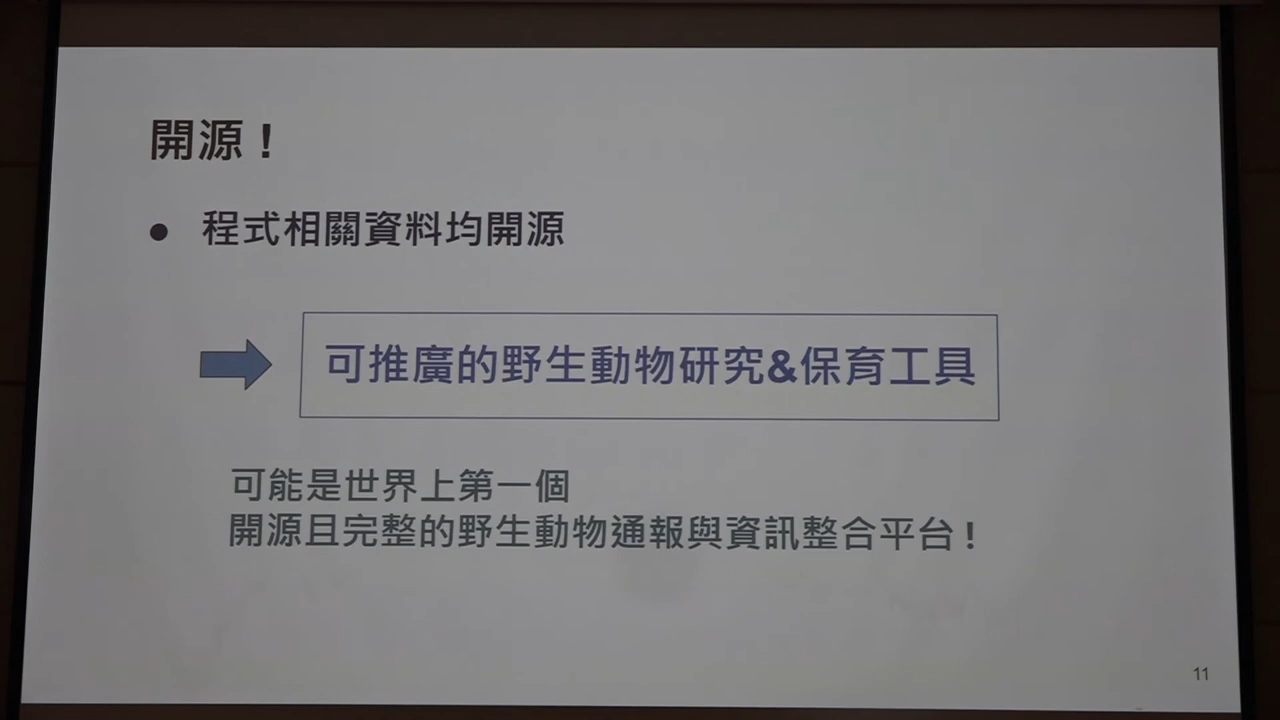 開源！
● 程式相關資料均開源
可推廣的野生動物研究&保育工具
可能是世界上第一個
開源且完整的野生動物通報與資訊整合平台！
11